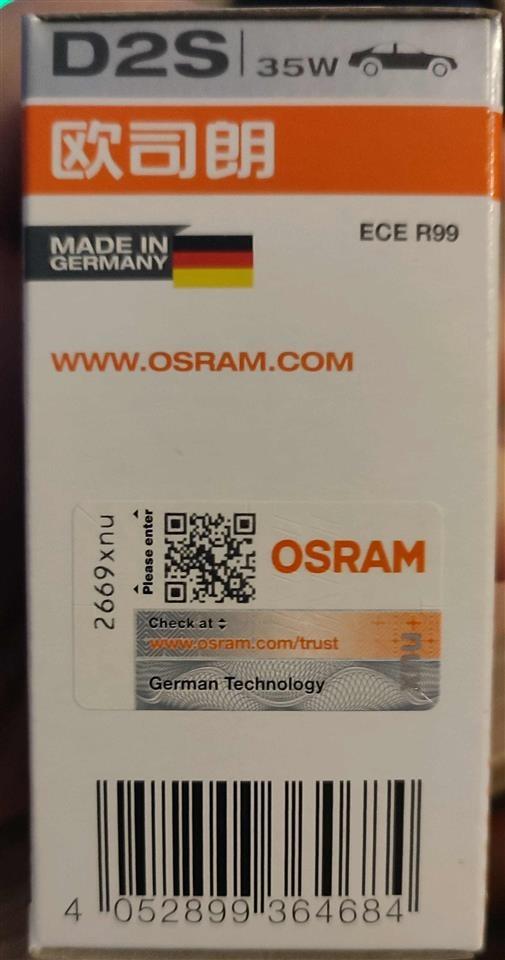 D2S 35W
欧司朗
MADE IN
GERMANY
ECE R99
WWW.OSRAM.COM
2669xnu
Please enter
OSRAM
Check at
www.osram.com/trust
xnu
German Technology
4 052899 364684